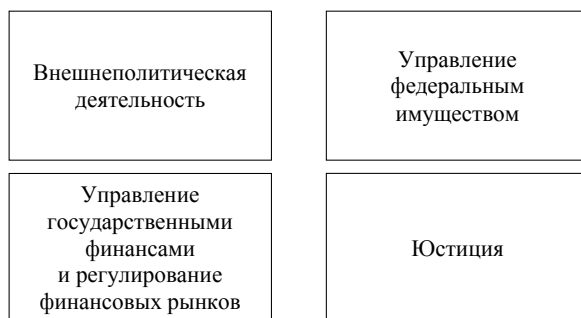 Внешнеполитическая
деятельность
Управление
федеральным
имуществом
Управление
государственными
финансами
и регулирование
финансовых рынков
Юстиция